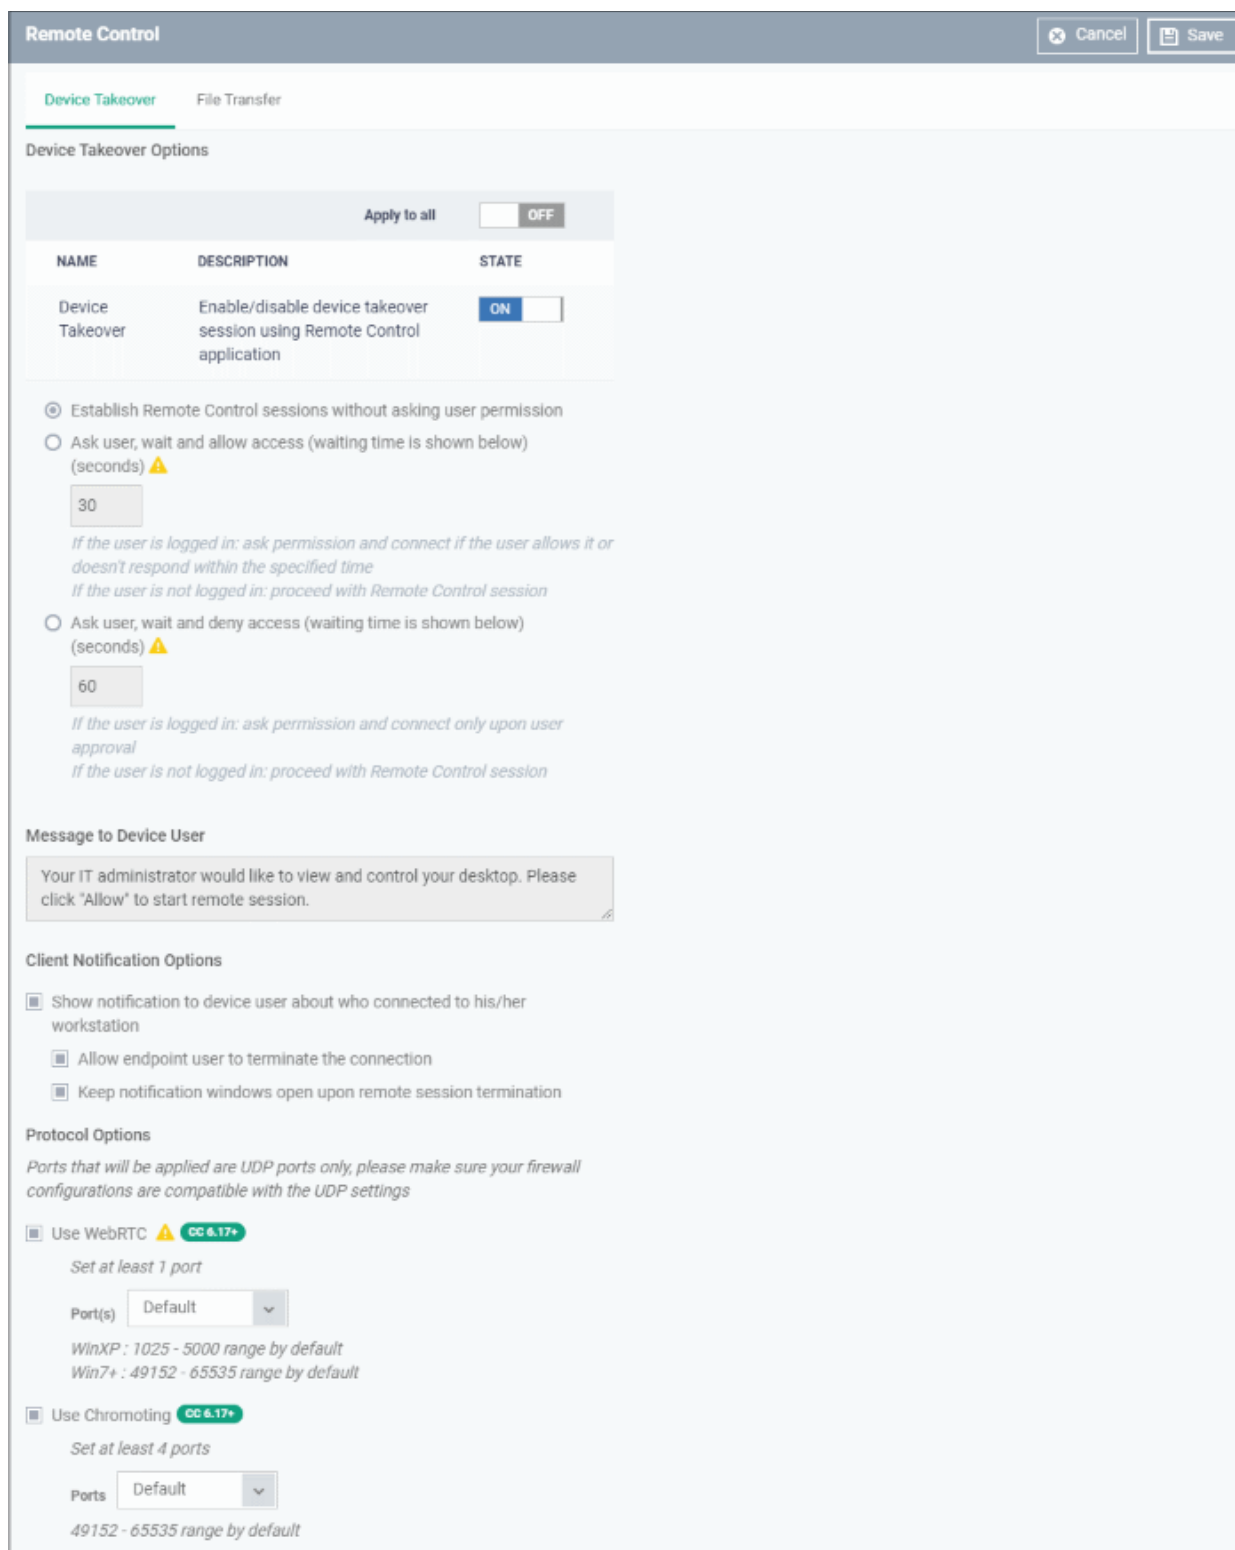 Remote Control
Cancel
Save
Device Takeover
File Transfer
Device Takeover Options
Apply to all
OFF
NAME
DESCRIPTION
STATE
Device
Takeover
Enable/disable device takeover
session using Remote Control
application
ON
Establish Remote Control sessions without asking user permission
Ask user, wait and allow access (waiting time is shown below)
(seconds)
30
If the user is logged in: ask permission and connect if the user allows it or
doesn't respond within the specified time
If the user is not logged in: proceed with Remote Control session
Ask user, wait and deny access (waiting time is shown below)
(seconds)
60
If the user is logged in: ask permission and connect only upon user
approval
If the user is not logged in: proceed with Remote Control session
Message to Device User
Your IT administrator would like to view and control your desktop. Please
click "Allow" to start remote session.
Client Notification Options
Show notification to device user about who connected to his/her
workstation
Allow endpoint user to terminate the connection
Keep notification windows open upon remote session termination
Protocol Options
Ports that will be applied are UDP ports only, please make sure your firewall
configurations are compatible with the UDP settings
Use WebRTC CC 6.17+
Set at least 1 port
Port(s) Default
WinXP : 1025 - 5000 range by default
Win7+ : 49152 - 65535 range by default
Use Chromoting CC 6.17+
Set at least 4 ports
Ports Default
49152 - 65535 range by default